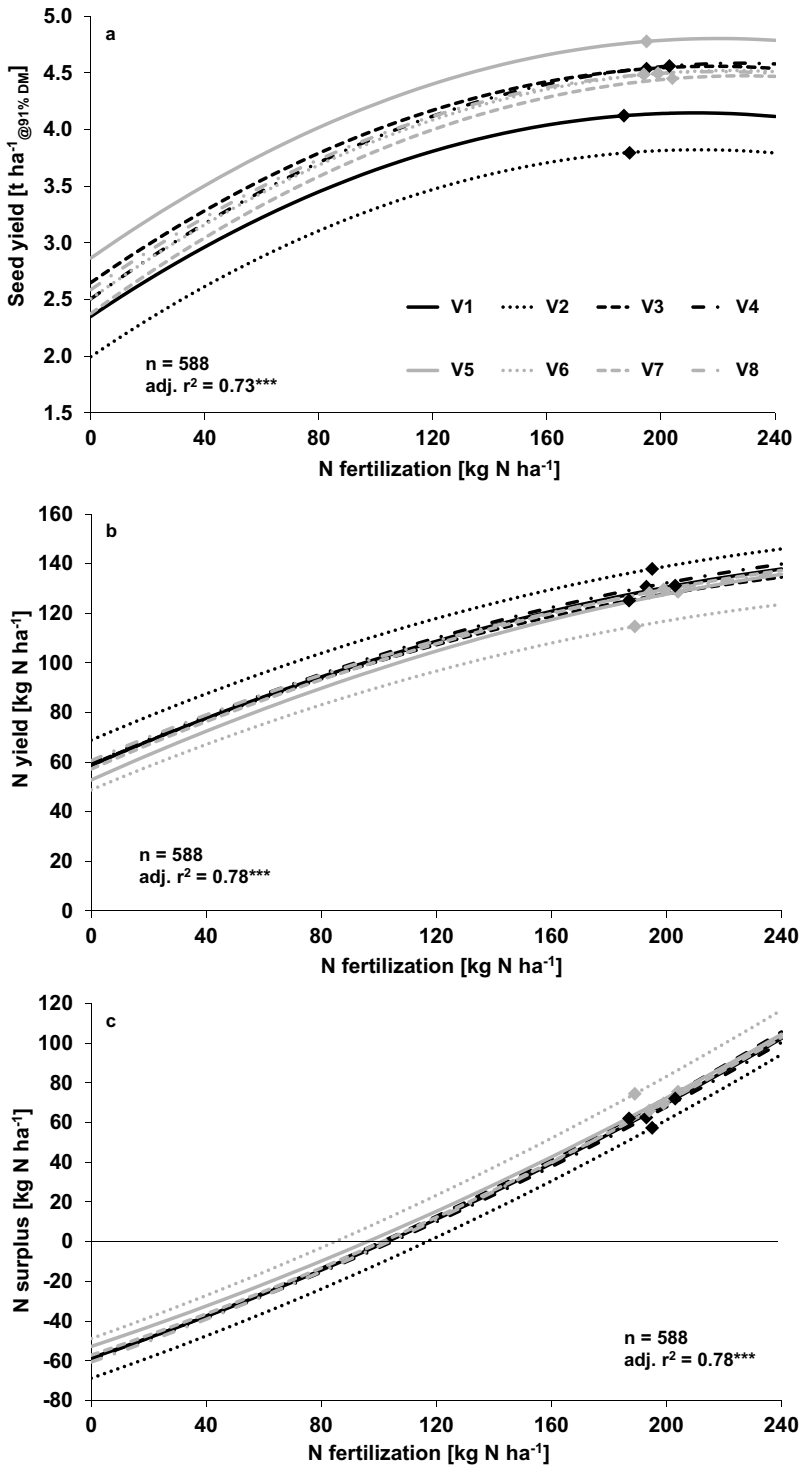 a
Seed yield [t ha⁻¹@91% DM]
5.0
4.5
4.0
3.5
3.0
2.5
2.0
1.5
V1 V2 V3 V4
V5 V6 V7 V8
n = 588
adj. r² = 0.73***
0 40 80 120 160 200 240
N fertilization [kg N ha⁻¹]
b
N yield [kg N ha⁻¹]
160
140
120
100
80
60
40
20
0
n = 588
adj. r² = 0.78***
0 40 80 120 160 200 240
N fertilization [kg N ha⁻¹]
c
N surplus [kg N ha⁻¹]
120
100
80
60
40
20
0
-20
-40
-60
-80
n = 588
adj. r² = 0.78***
0 40 80 120 160 200 240
N fertilization [kg N ha⁻¹]